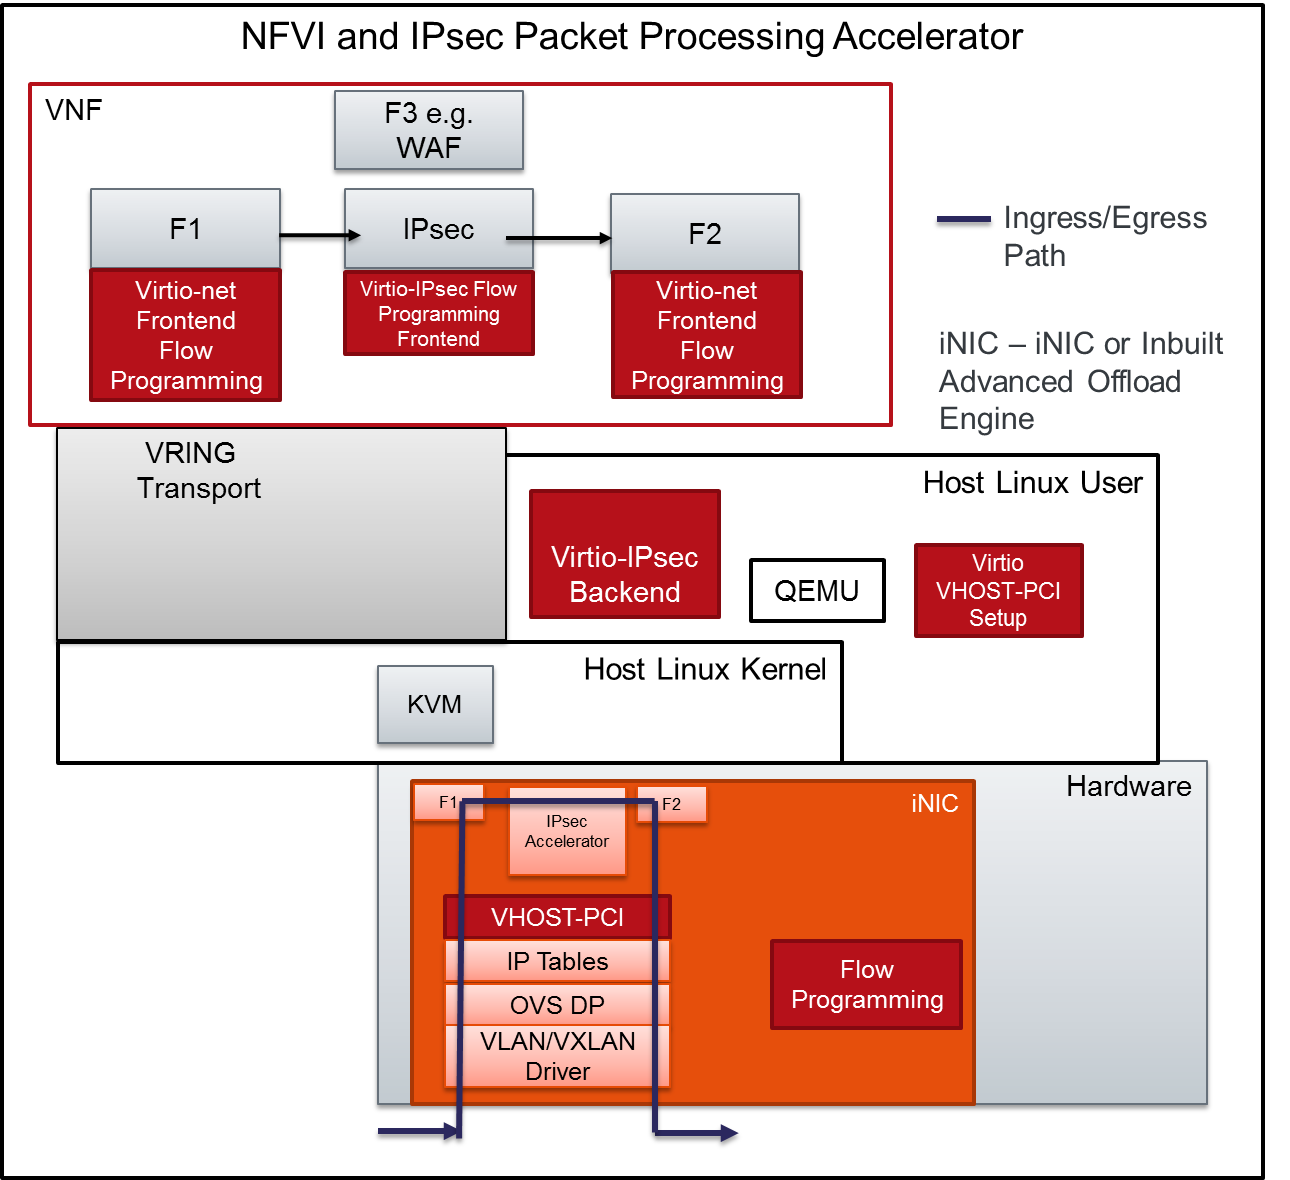 NFVI and IPsec Packet Processing Accelerator
VNF
F3 e.g.
WAF
F1
IPsec
F2
Virtio-net
Frontend
Flow
Programming
Virtio-IPsec Flow
Programming
Frontend
Virtio-net
Frontend
Flow
Programming
Ingress/Egress
Path
iNIC – iNIC or Inbuilt
Advanced Offload
Engine
VRING
Transport
Host Linux User
Virtio-IPsec
Backend
QEMU
Virtio
VHOST-PCI
Setup
Host Linux Kernel
KVM
Hardware
iNIC
F1
IPsec
Accelerator
F2
VHOST-PCI
IP Tables
OVS DP
VLAN/VXLAN
Driver
Flow
Programming